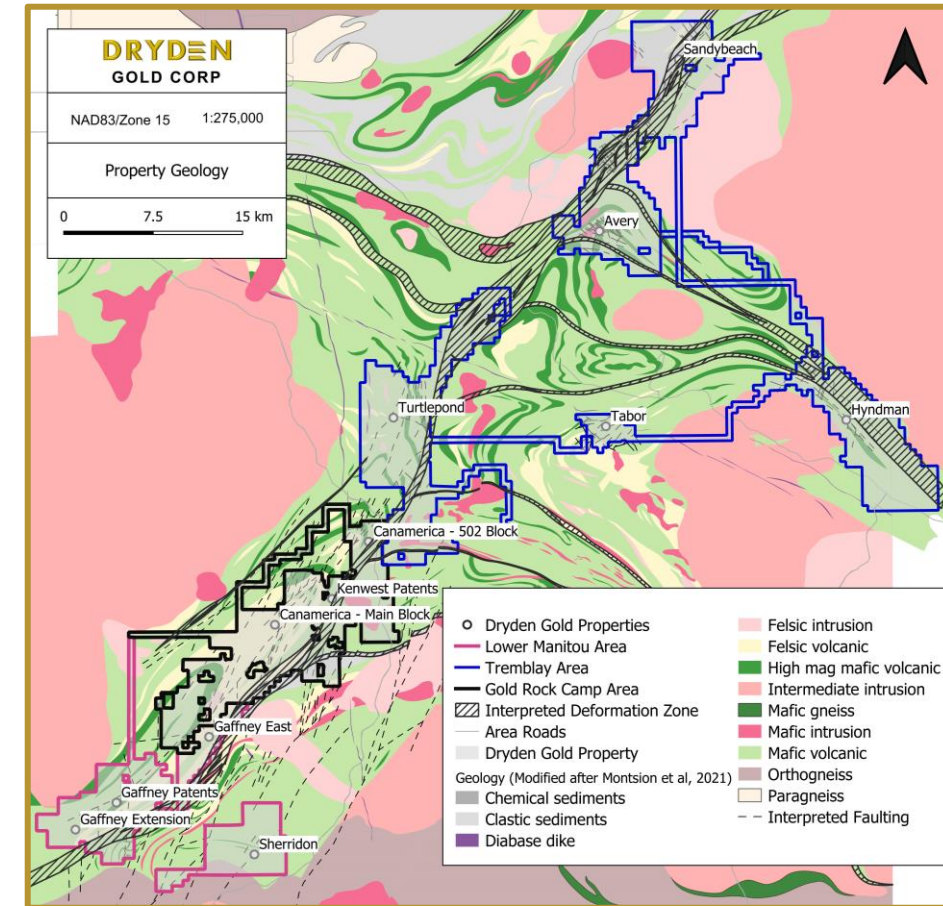 DRYDEN
GOLD CORP
NAD83/Zone 15 1:275,000
Property Geology
0 7.5 15 km
Sandybeach
Avery
Turtlepond
Tabor
Hyndman
Canamerica - 502 Block
Kenwest Patents
Canamerica - Main Block
Gaffney East
Gaffney Patents
Gaffney Extension
Sherridon
Dryden Gold Properties
Lower Manitou Area
Tremblay Area
Gold Rock Camp Area
Interpreted Deformation Zone
Area Roads
Dryden Gold Property
Geology (Modified after Montsion et al, 2021)
Chemical sediments
Clastic sediments
Diabase dike
Felsic intrusion
Felsic volcanic
High mag mafic volcanic
Intermediate intrusion
Mafic gneiss
Mafic intrusion
Mafic volcanic
Orthogneiss
Paragneiss
Interpreted Faulting